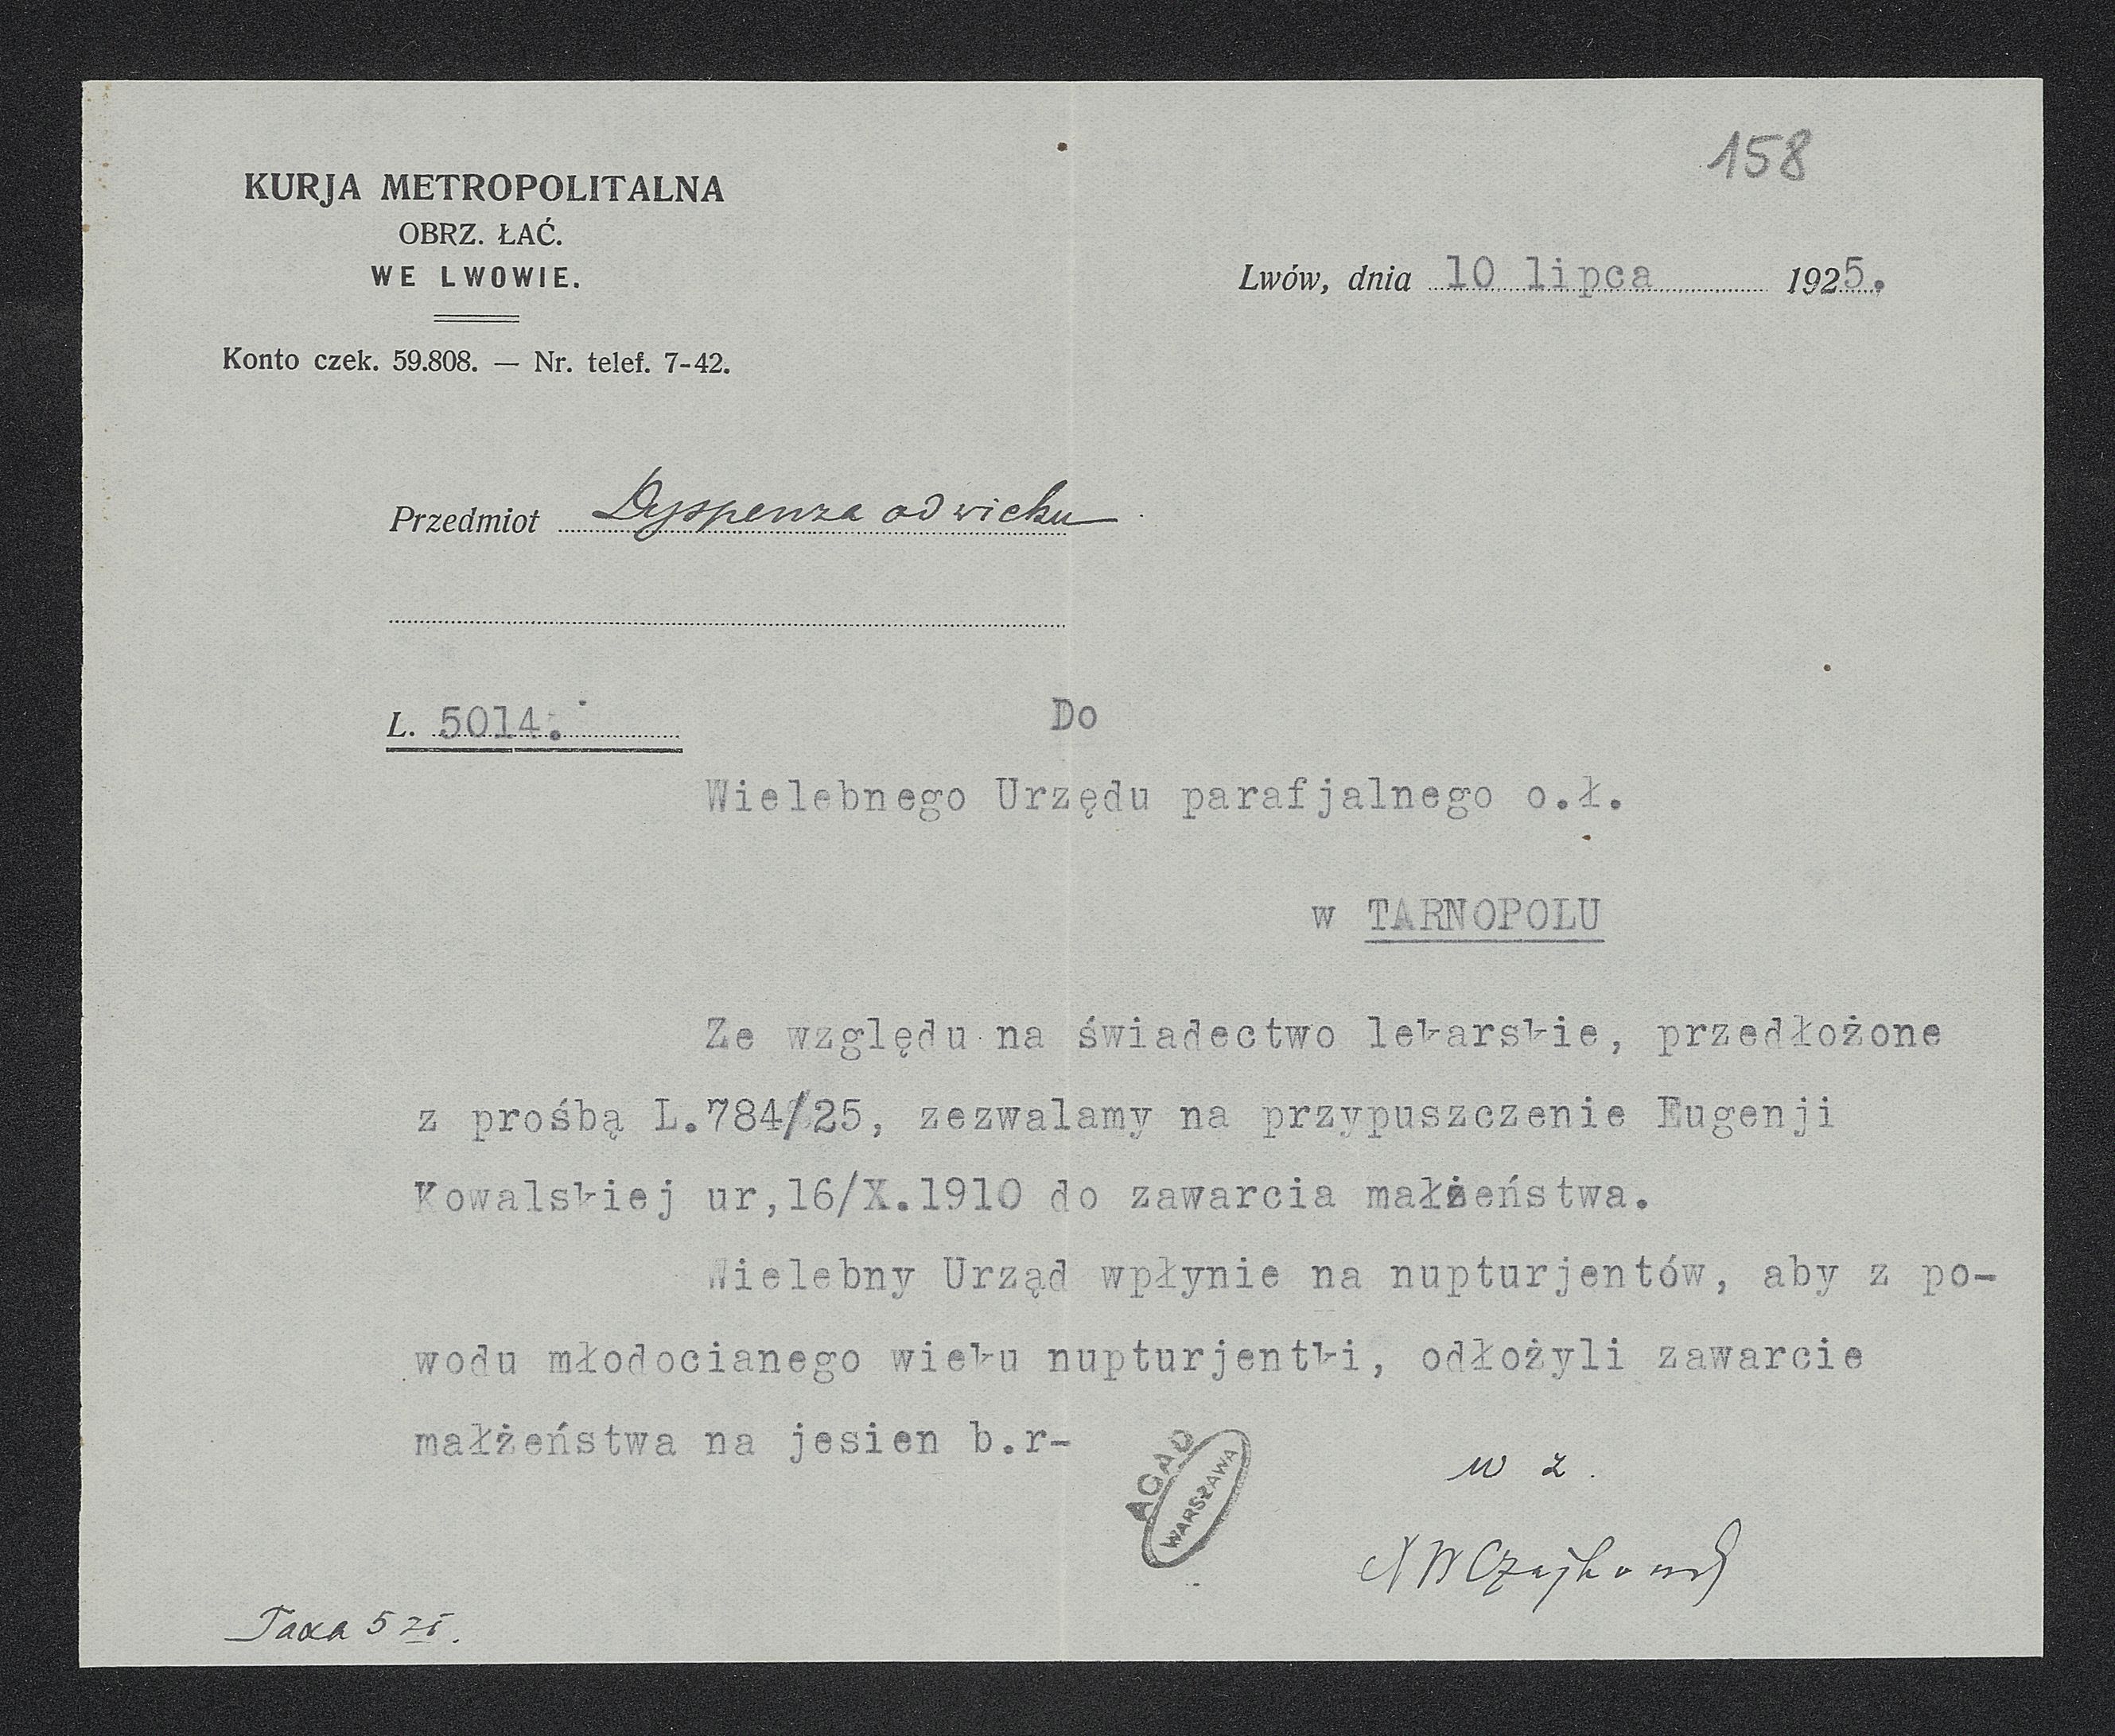 158
KURJA METROPOLITALNA
OBRZ. ŁAĆ.
WE LWOWIE.
Lwów, dnia 10 lipca 1925.
Konto czek. 59.808. — Nr. telef. 7-42.
Przedmiot Dyspenza od wieku
L. 5014.
Do
Wielebnego Urzędu parafjalnego o.ł.
w TARNOPOLU
Ze względu na świadectwo lekarskie, przedłożone
z prośbą L.784/25, zezwalamy na przypuszczenie Eugenji
Kowalskiej ur,16/X.1910 do zawarcia małżeństwa.
Wielebny Urząd wpłynie na nupturjentów, aby z po-
wodu młodocianego wieku nupturjentki, odłożyli zawarcie
małżeństwa na jesien b.r-
AGAD
WARSZAWA
w z.
Czajkowski
Taxa 5 zł.